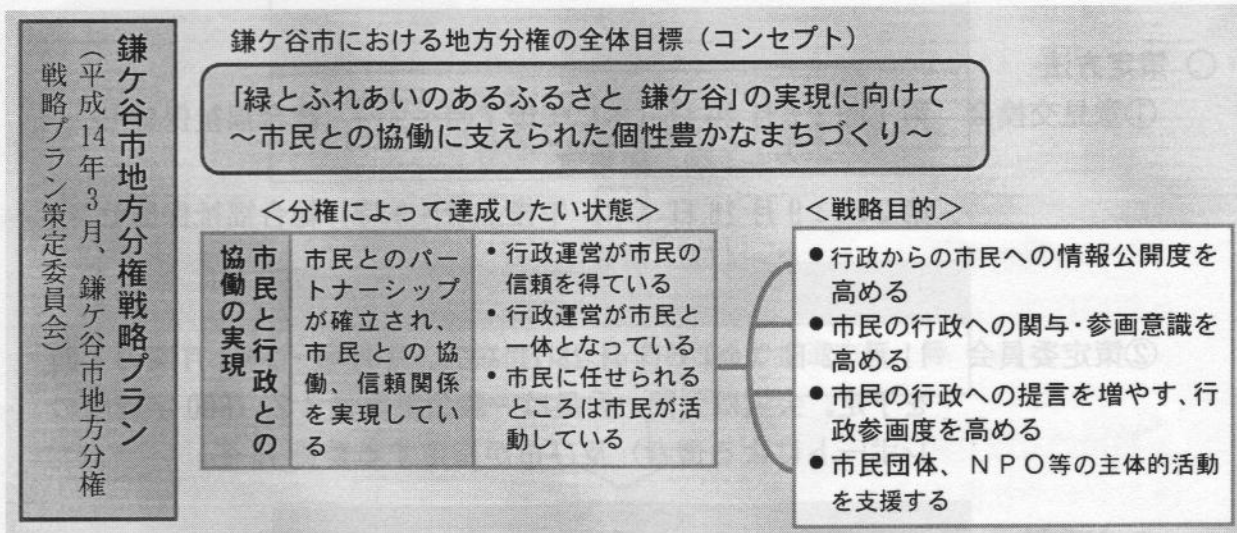 鎌ケ谷市地方分権戦略プラン
(平成14年3月、鎌ケ谷市地方分権
戦略プラン策定委員会)
鎌ケ谷市における地方分権の全体目標(コンセプト)
「緑とふれあいのあるふるさと 鎌ケ谷」の実現に向けて
～市民との協働に支えられた個性豊かなまちづくり～
＜分権によって達成したい状態＞
市民と行政との
協働の実現
市民とのパー
トナーシップ
が確立され、
市民との協
働、信頼関係
を実現してい
る
• 行政運営が市民の
信頼を得ている
• 行政運営が市民と
一体となっている
• 市民に任せられる
ところは市民が活
動している
＜戦略目的＞
● 行政からの市民への情報公開度を
高める
● 市民の行政への関与・参画意識を
高める
● 市民の行政への提言を増やす、行
政参画度を高める
● 市民団体、ＮＰＯ等の主体的活動
を支援する